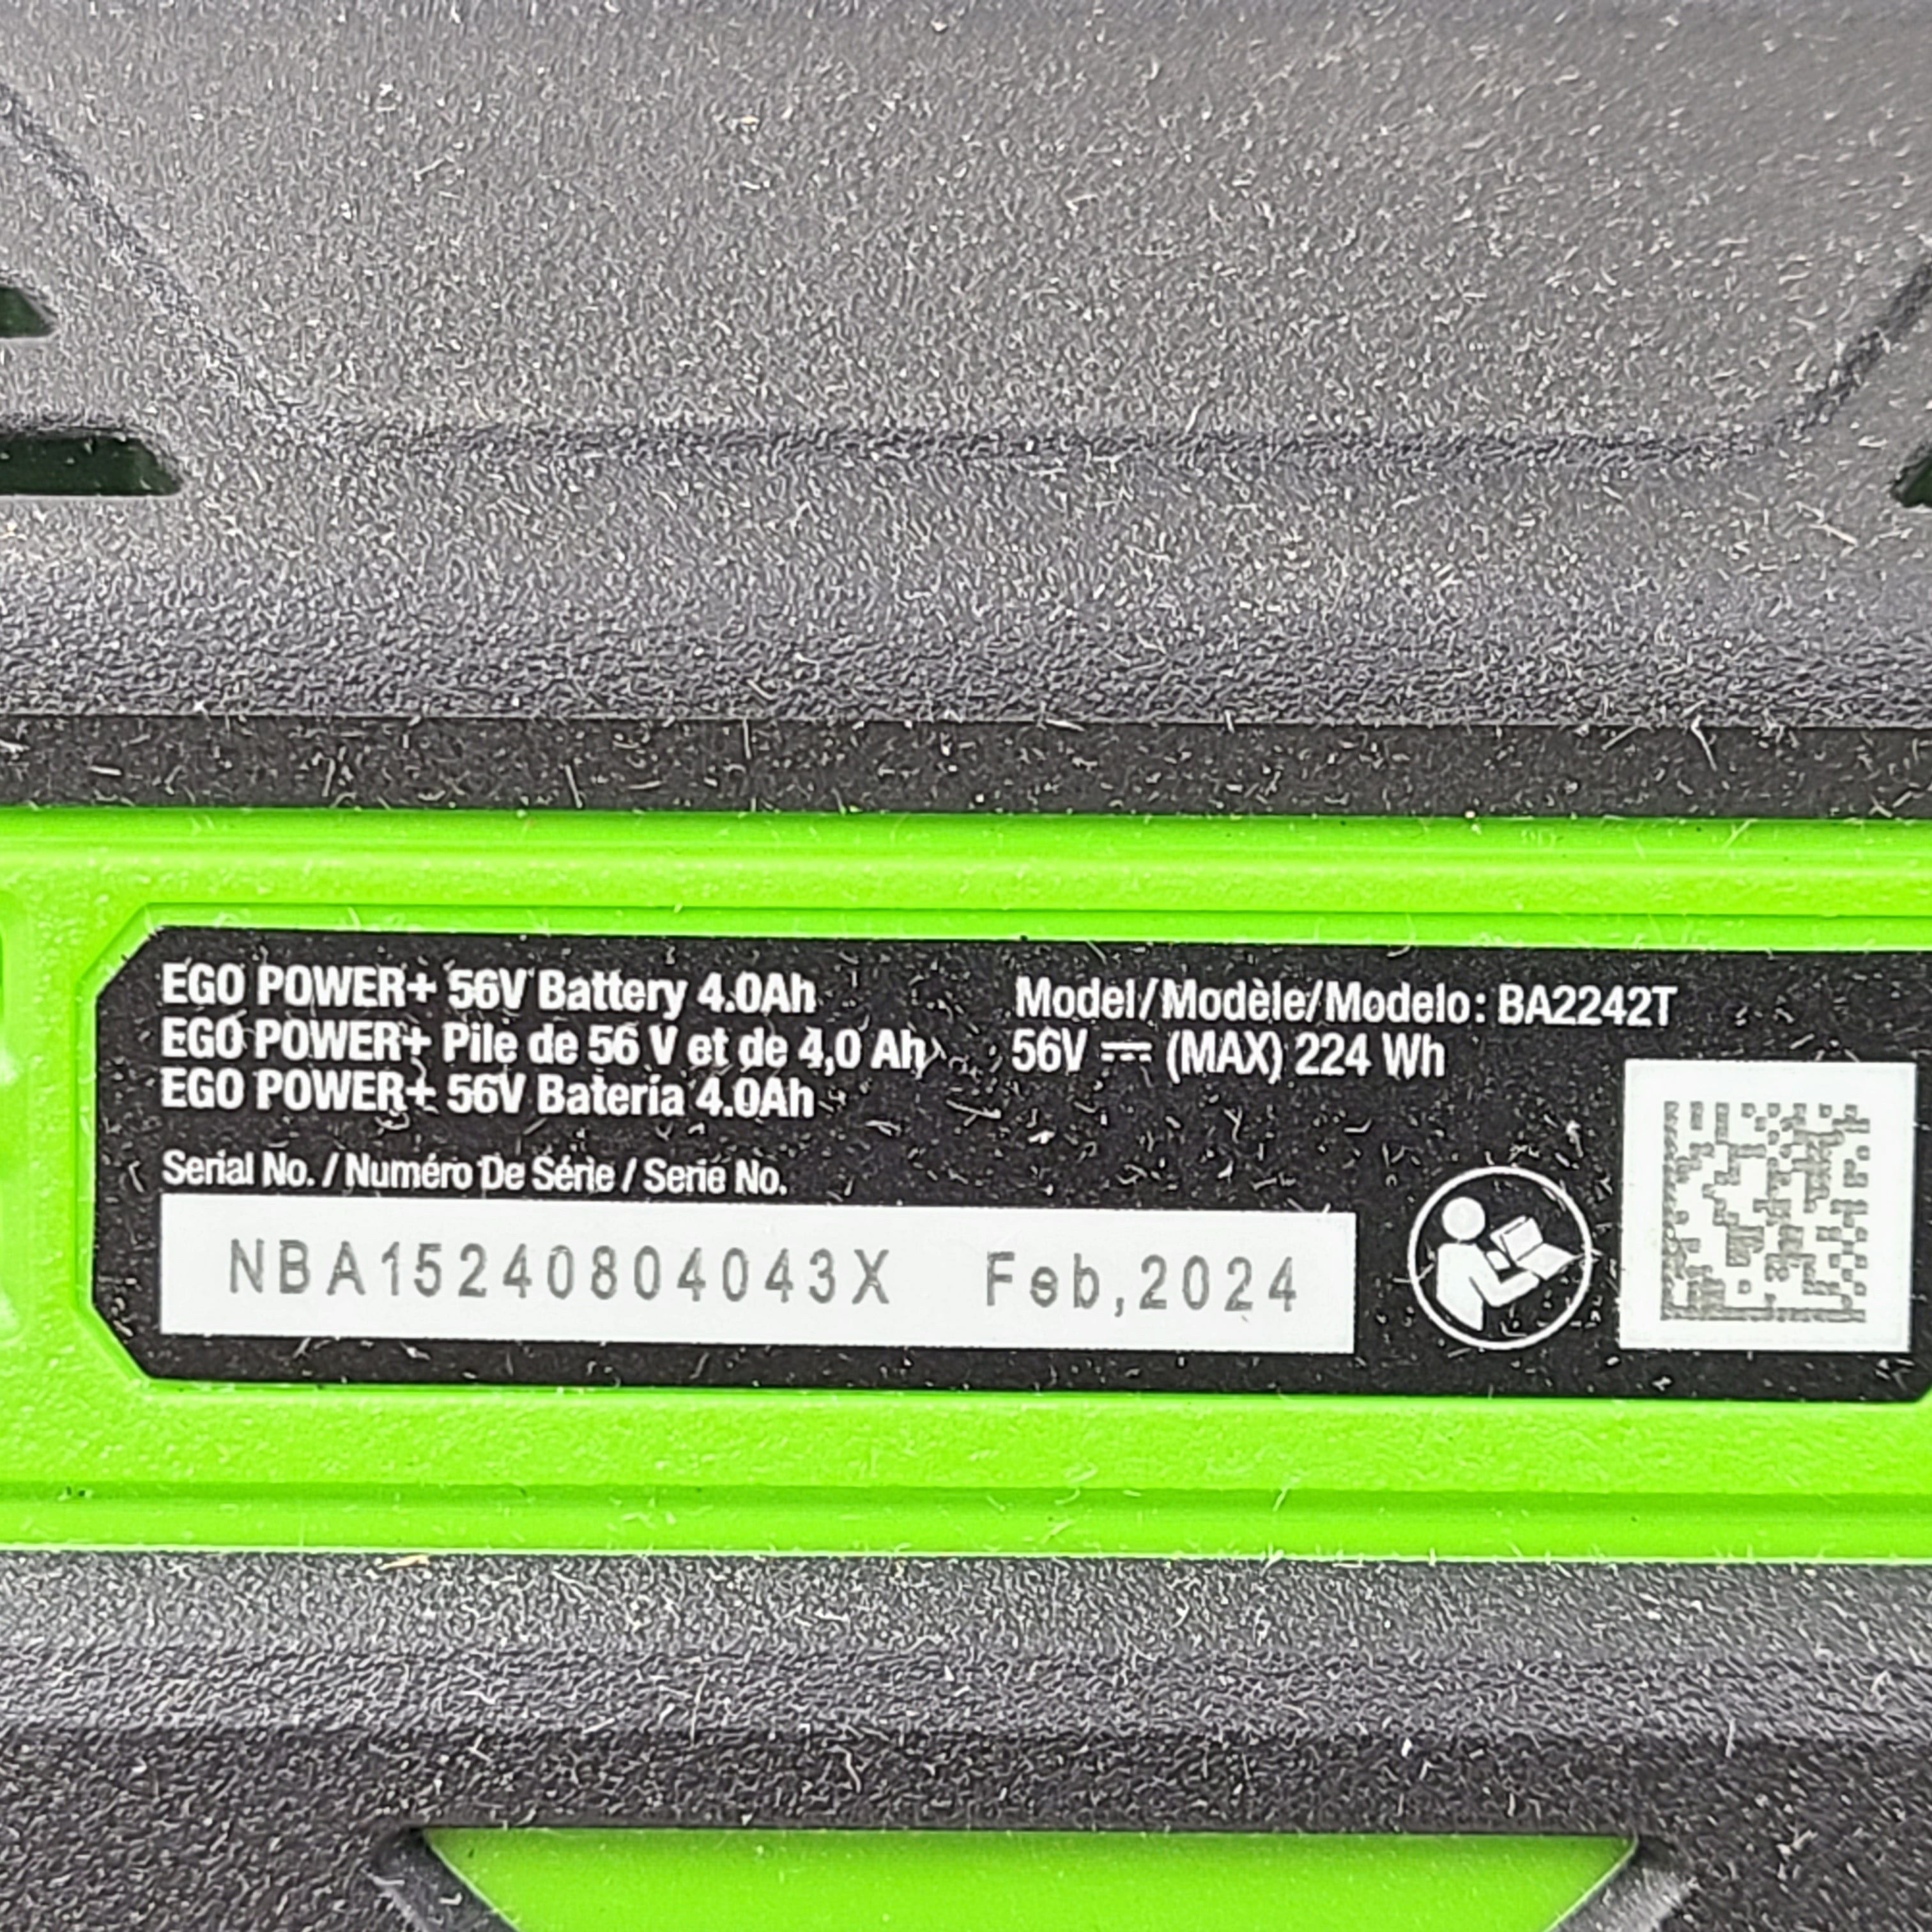 EGO POWER+ 56V Battery 4.0Ah
EGO POWER+ Pile de 56 V et de 4,0 Ah
EGO POWER+ 56V Batería 4.0Ah
Model/Modèle/Modelo: BA2242T
56V ⎓ (MAX) 224 Wh
Serial No. / Numéro De Série / Serie No.
NBA15240804043X Feb,2024